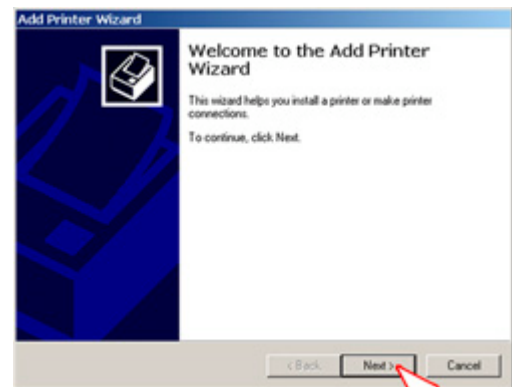 Add Printer Wizard
Welcome to the Add Printer
Wizard
This wizard helps you install a printer or make printer
connections.
To continue, click Next.
< Back
Next >
Cancel